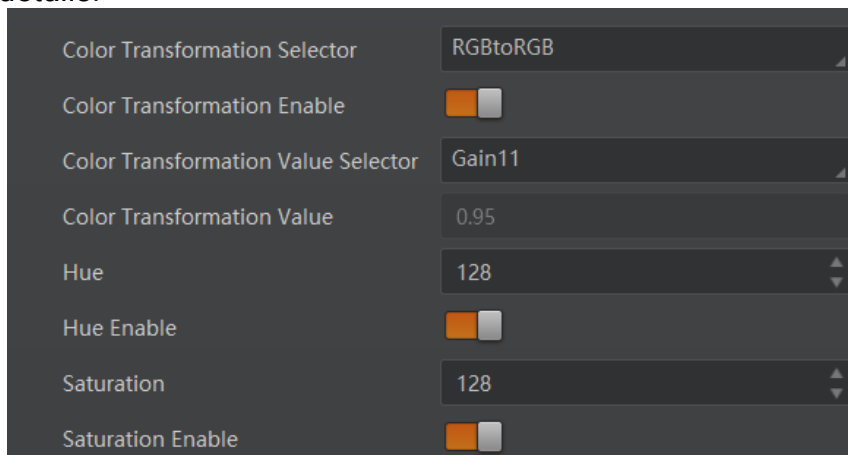 Color Transformation Selector RGBtoRGB
Color Transformation Enable
Color Transformation Value Selector Gain11
Color Transformation Value 0.95
Hue 128
Hue Enable
Saturation 128
Saturation Enable